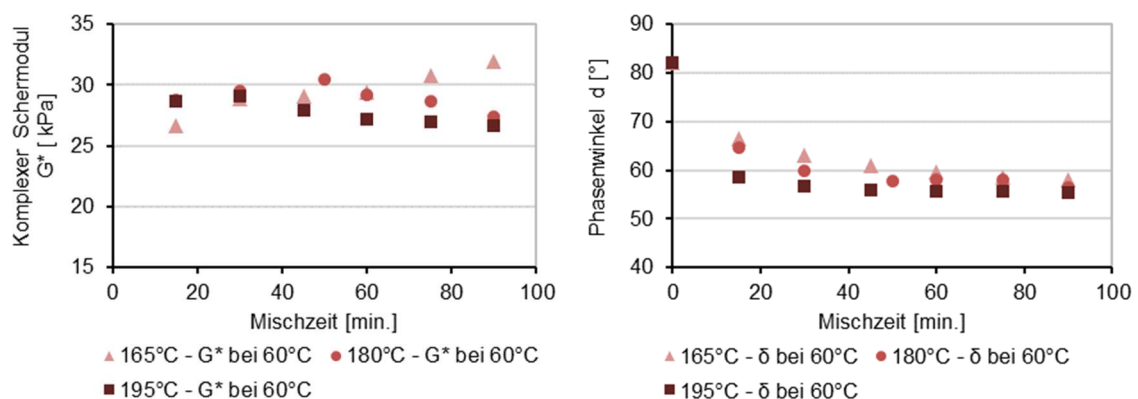 Komplexer Schermodul
G* [ kPa]
35
30
25
20
15
0 20 40 60 80 100
Mischzeit [min.]
165°C - G* bei 60°C 180°C - G* bei 60°C
195°C - G* bei 60°C
Phasenwinkel d [°]
90
80
70
60
50
40
0 20 40 60 80 100
Mischzeit [min.]
165°C - δ bei 60°C 180°C - δ bei 60°C
195°C - δ bei 60°C